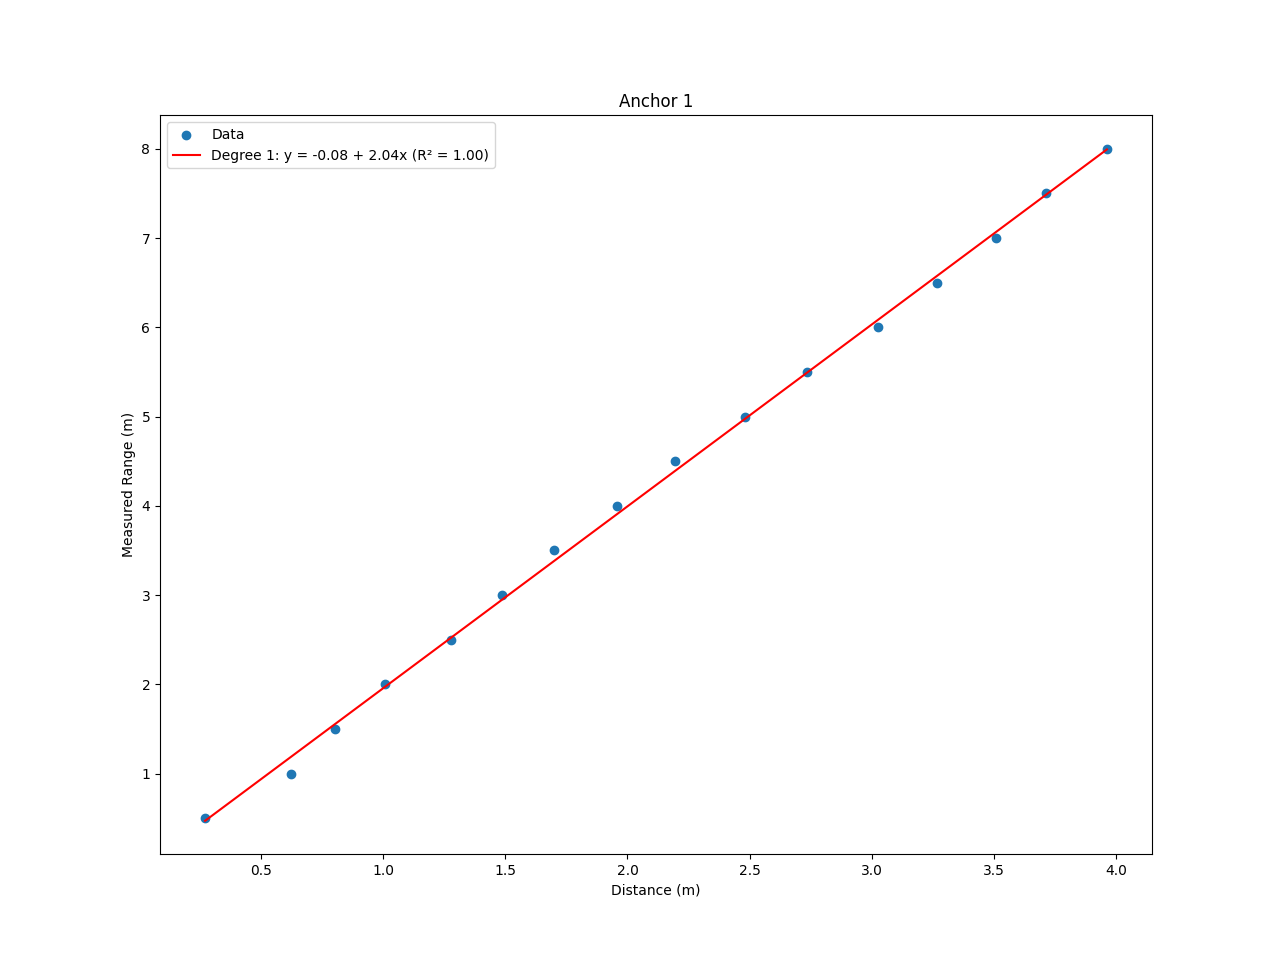 Anchor 1
Data
Degree 1: y = -0.08 + 2.04x (R² = 1.00)
8
7
6
5
4
3
2
1
Measured Range (m)
0.5 1.0 1.5 2.0 2.5 3.0 3.5 4.0
Distance (m)